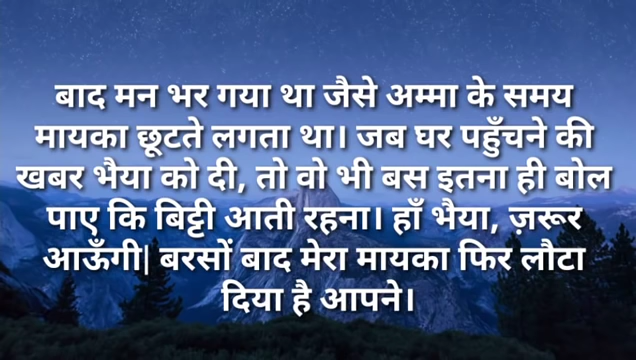 बाद मन भर गया था जैसे अम्मा के समय
मायका छूटते लगता था। जब घर पहुँचने की
खबर भैया को दी, तो वो भी बस इतना ही बोल
पाए कि बिट्टी आती रहना। हाँ भैया, ज़रूर
आऊँगी| बरसों बाद मेरा मायका फिर लौटा
दिया है आपने।